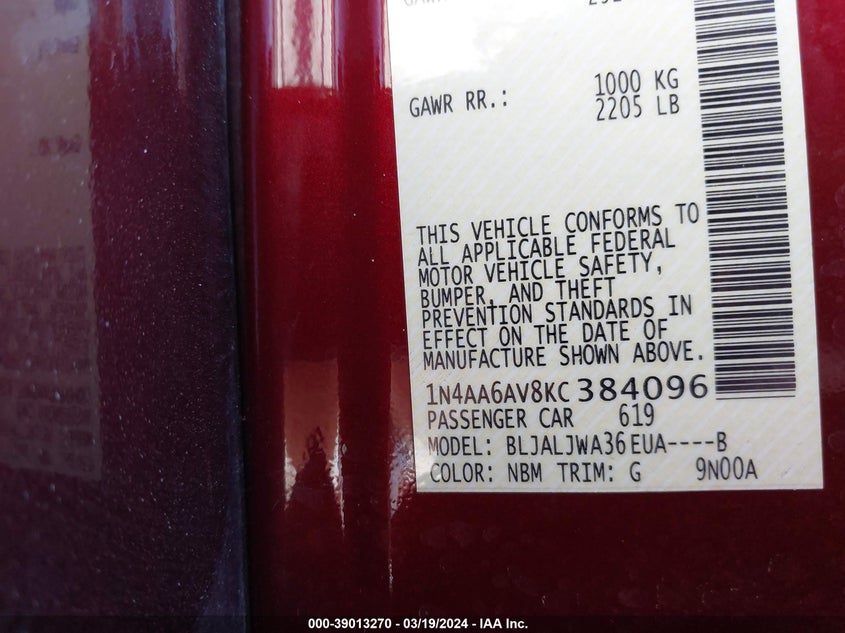 GAWR RR.: 1000 KG
2205 LB
THIS VEHICLE CONFORMS TO
ALL APPLICABLE FEDERAL
MOTOR VEHICLE SAFETY,
BUMPER, AND THEFT
PREVENTION STANDARDS IN
EFFECT ON THE DATE OF
MANUFACTURE SHOWN ABOVE.
1N4AA6AV8KC384096
PASSENGER CAR 619
MODEL: BLJALJWA36EUA----B
COLOR: NBM TRIM: G 9N00A
000-39013270 - 03/19/2024 - IAA Inc.